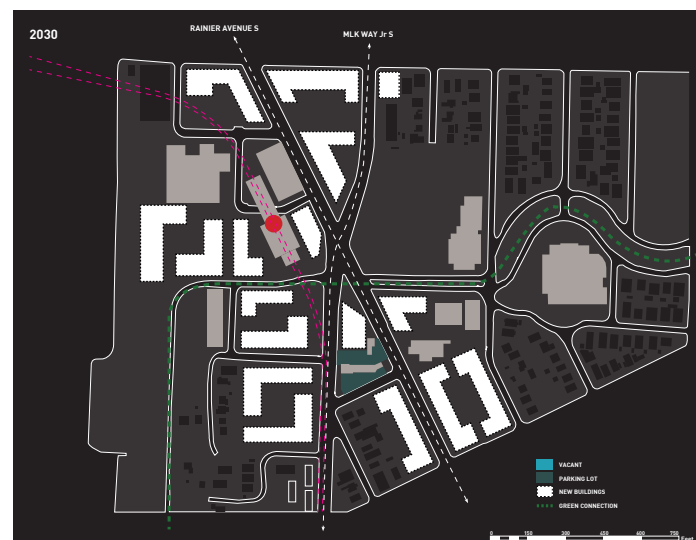 2030
RAINIER AVENUE S
MLK WAY Jr S
VACANT
PARKING LOT
NEW BUILDINGS
GREEN CONNECTION
0 150 300 450 600 750
Feet